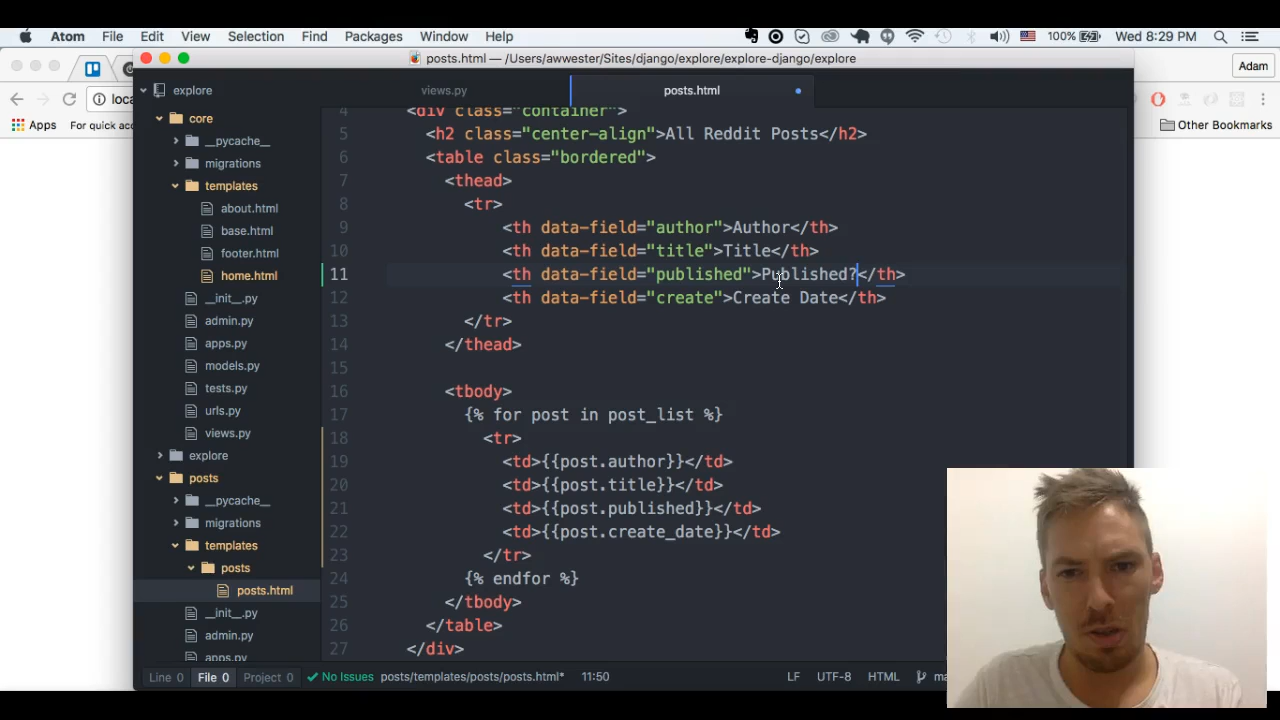 Atom File Edit View Selection Find Packages Window Help 100% Wed 8:29 PM
posts.html — /Users/awwester/Sites/django/explore/explore-django/explore
Adam
explore
views.py
posts.html
loca
Apps
For quick acc
Other Bookmarks
core
__pycache__
migrations
templates
about.html
base.html
footer.html
home.html
__init__.py
admin.py
apps.py
models.py
tests.py
urls.py
views.py
explore
posts
__pycache__
migrations
templates
posts
posts.html
__init__.py
admin.py
apps.py
4 <div class="container">
5 <h2 class="center-align">All Reddit Posts</h2>
6 <table class="bordered">
7 <thead>
8 <tr>
9 <th data-field="author">Author</th>
10 <th data-field="title">Title</th>
11 <th data-field="published">Published?</th>
12 <th data-field="create">Create Date</th>
13 </tr>
14 </thead>
15
16 <tbody>
17 {% for post in post_list %}
18 <tr>
19 <td>{{post.author}}</td>
20 <td>{{post.title}}</td>
21 <td>{{post.published}}</td>
22 <td>{{post.create_date}}</td>
23 </tr>
24 {% endfor %}
25 </tbody>
26 </table>
27 </div>
Line 0 File 0 Project 0 No Issues posts/templates/posts/posts.html* 11:50 LF UTF-8 HTML ma